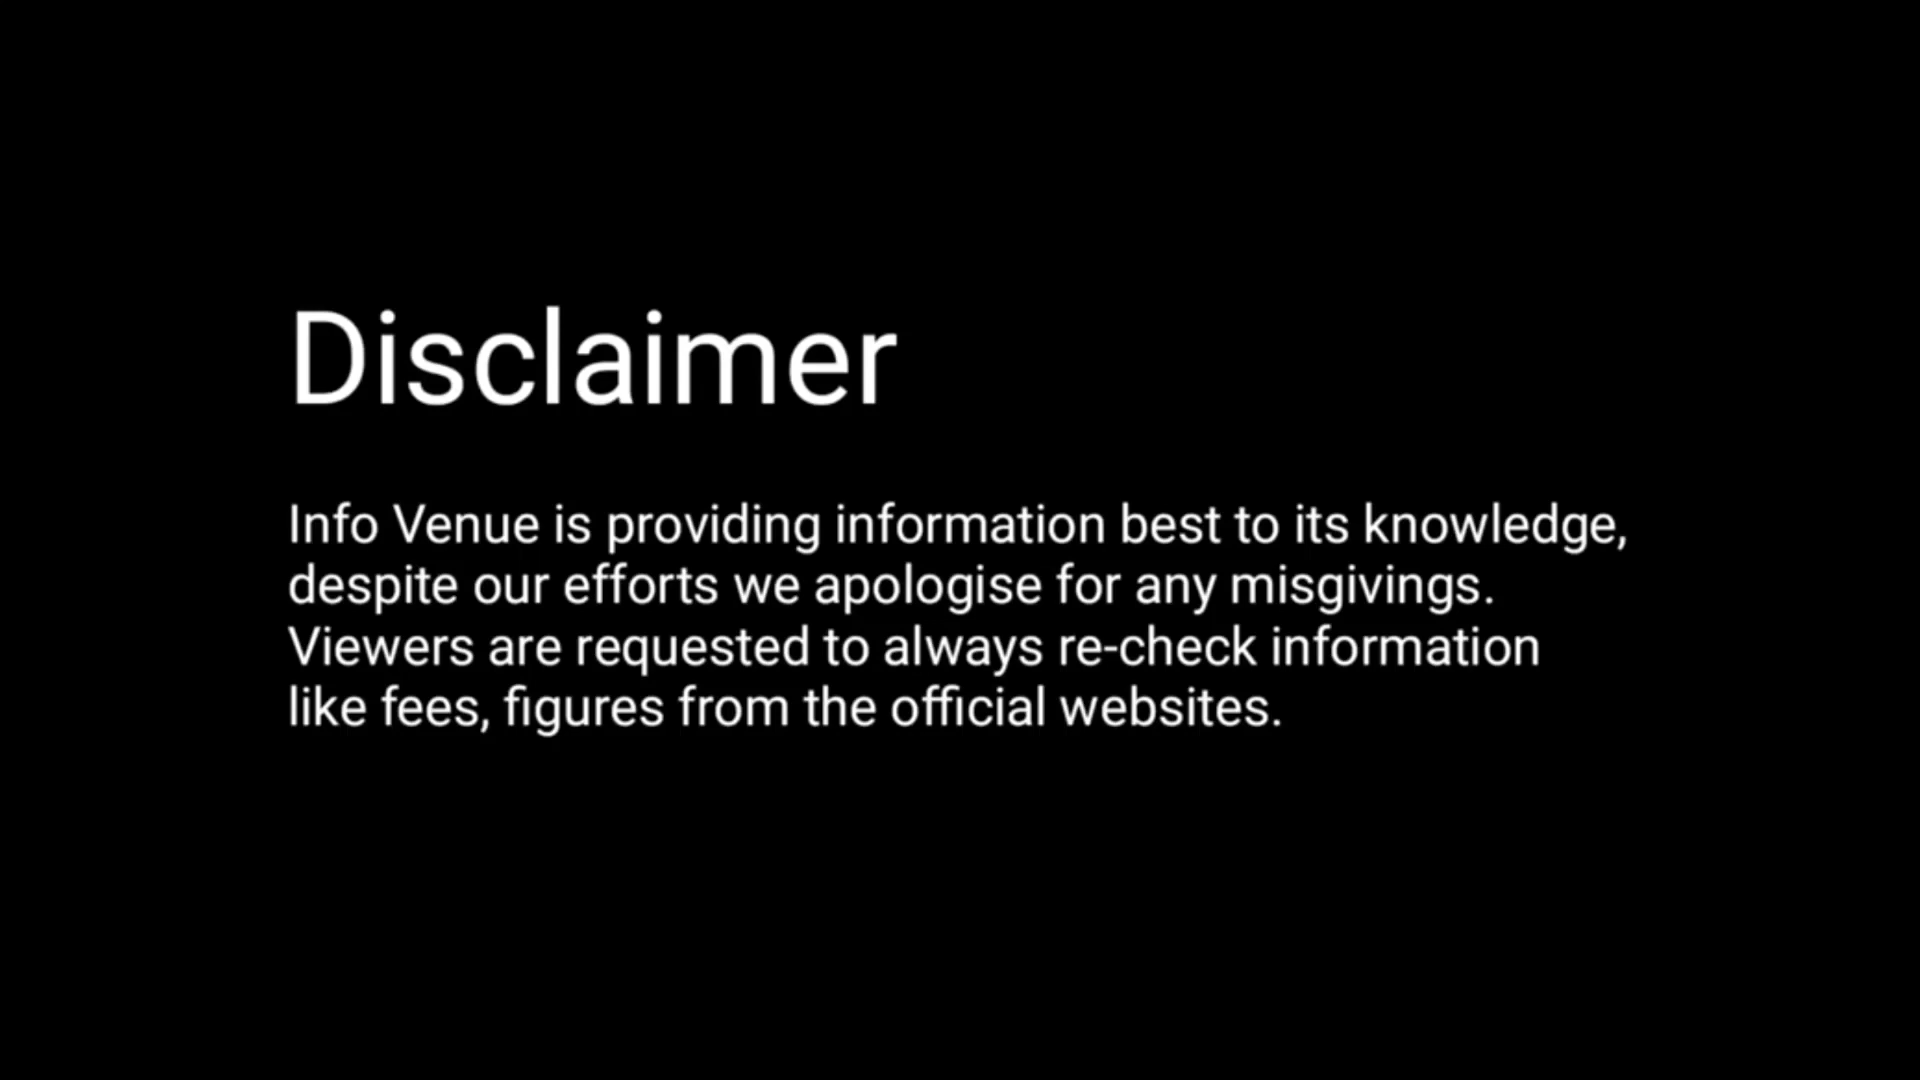 Disclaimer
Info Venue is providing information best to its knowledge,
despite our efforts we apologise for any misgivings.
Viewers are requested to always re-check information
like fees, figures from the official websites.